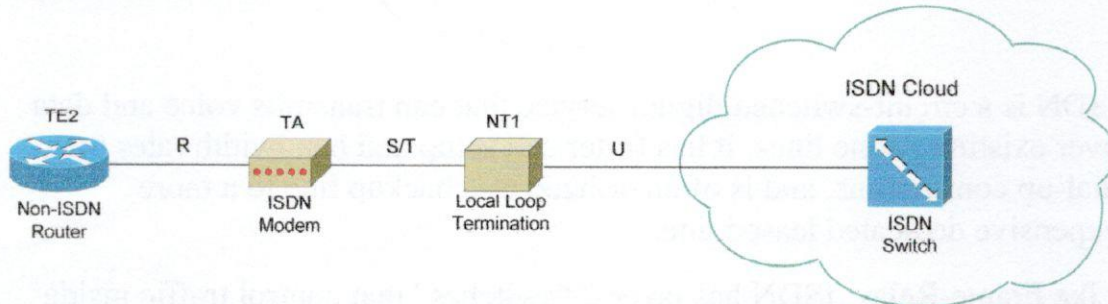 ISDN Cloud
TE2
TA
NT1
R
S/T
U
Non-ISDN
Router
ISDN
Modem
Local Loop
Termination
ISDN
Switch